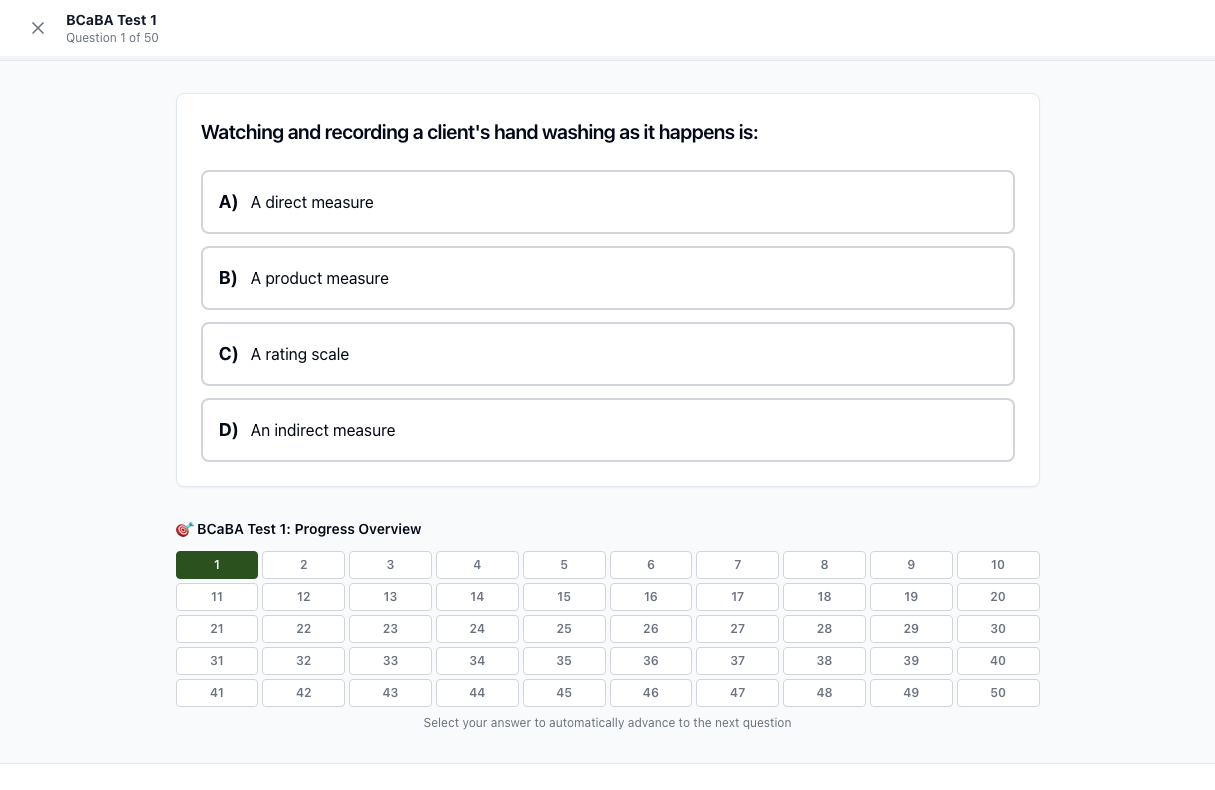 BCaBA Test 1
Question 1 of 50
Watching and recording a client's hand washing as it happens is:
A) A direct measure
B) A product measure
C) A rating scale
D) An indirect measure
🎯 BCaBA Test 1: Progress Overview
1 2 3 4 5 6 7 8 9 10
11 12 13 14 15 16 17 18 19 20
21 22 23 24 25 26 27 28 29 30
31 32 33 34 35 36 37 38 39 40
41 42 43 44 45 46 47 48 49 50
Select your answer to automatically advance to the next question